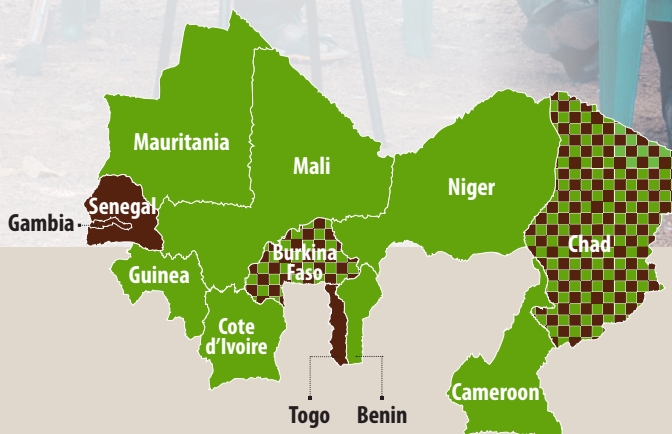 Mauritania
Mali
Niger
Senegal
Gambia
Chad
Burkina
Faso
Guinea
Cote
d'Ivoire
Cameroon
Togo
Benin